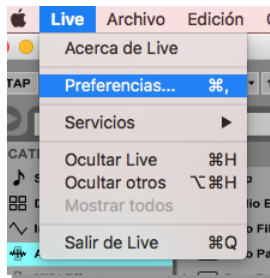 Live Archivo Edición
Acerca de Live
TAP
Preferencias... ⌘,
Servicios
CAT
Ocultar Live ⌘H
Ocultar otros ⌥⌘H
Mostrar todos
Salir de Live ⌘Q